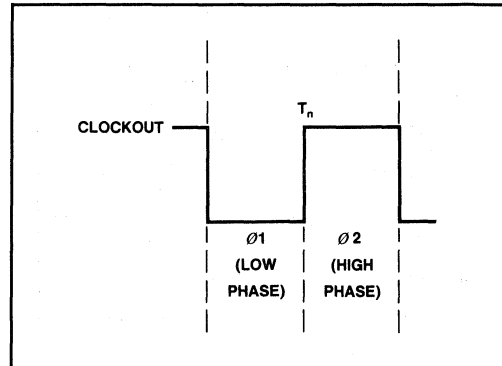 Tn
CLOCKOUT
Ø1
Ø2
(LOW
(HIGH
PHASE)
PHASE)